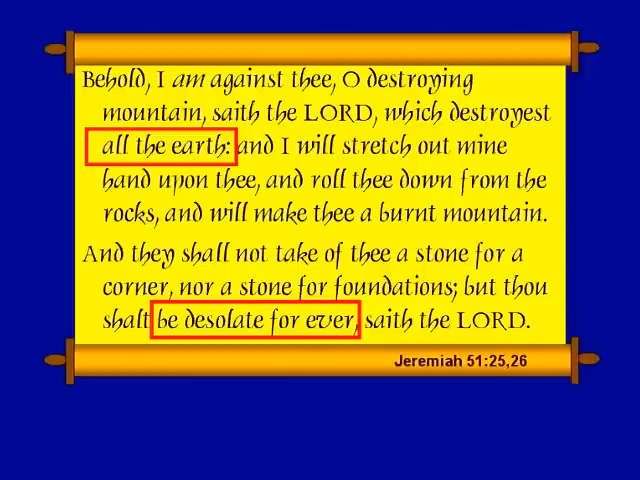 Behold, I am against thee, O destroying
mountain, saith the LORD, which destroyest
all the earth: and I will stretch out mine
hand upon thee, and roll thee down from the
rocks, and will make thee a burnt mountain.
And they shall not take of thee a stone for a
corner, nor a stone for foundations; but thou
shalt be desolate for ever, saith the LORD.
Jeremiah 51:25,26